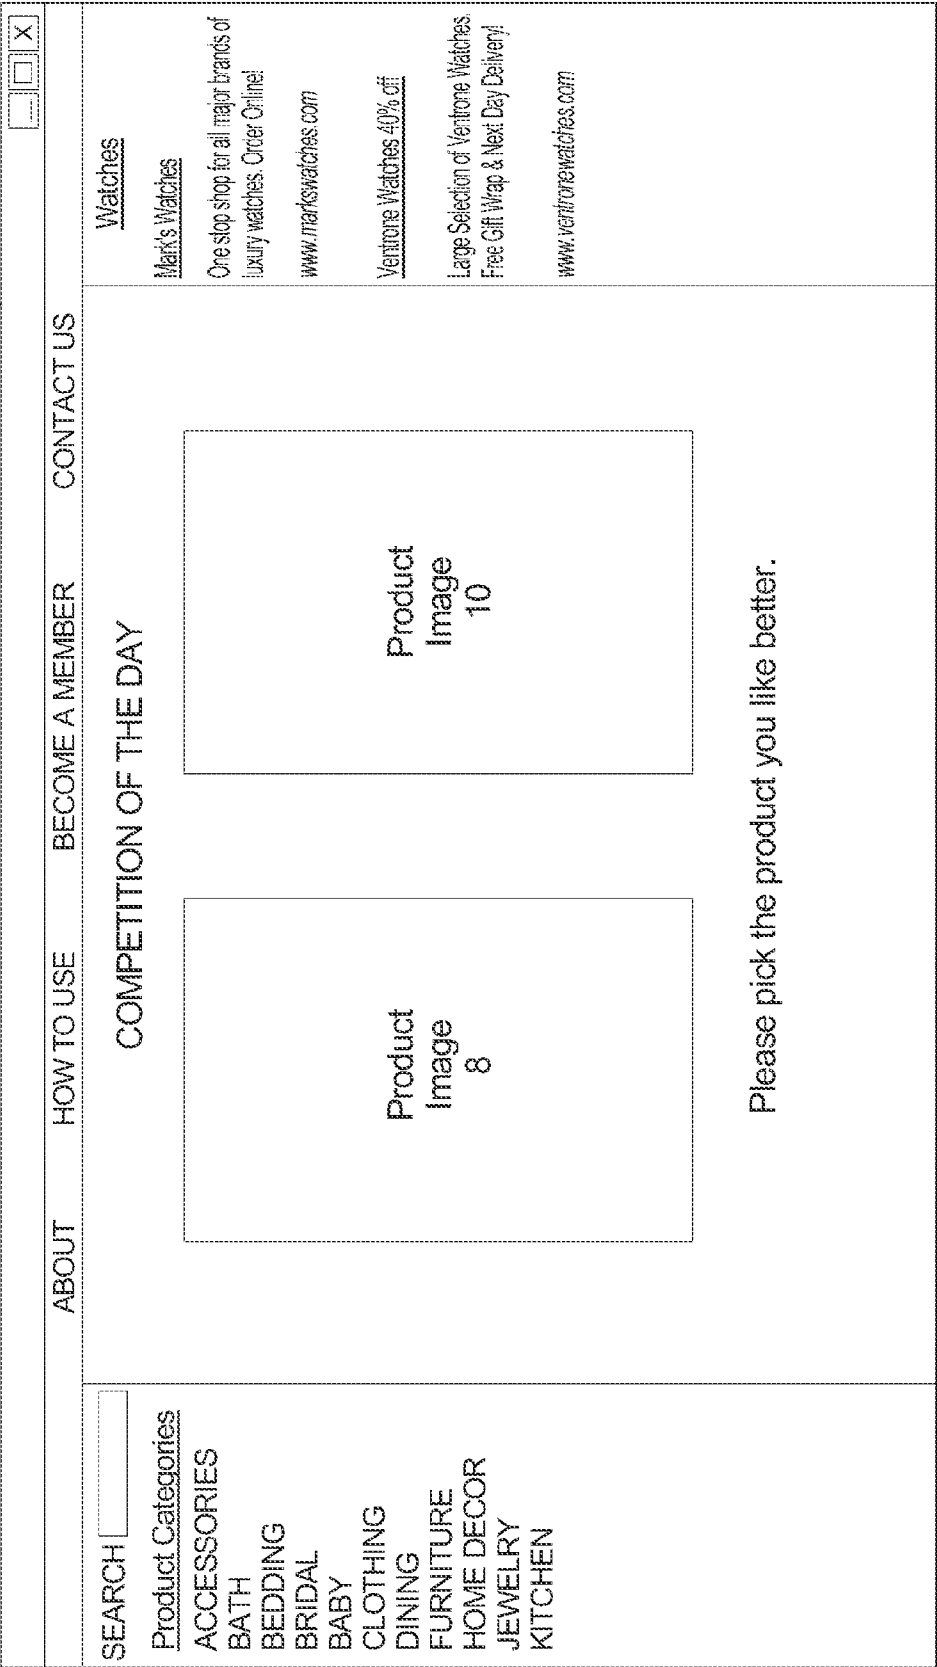 X
ABOUT HOW TO USE BECOME A MEMBER CONTACT US
SEARCH
Product Categories
ACCESSORIES
BATH
BEDDING
BRIDAL
BABY
CLOTHING
DINING
FURNITURE
HOME DECOR
JEWELRY
KITCHEN
COMPETITION OF THE DAY
Product
Image
8
Product
Image
10
Please pick the product you like better.
Watches
Mark's Watches
One stop shop for all major brands of
luxury watches. Order Online!
www.markswatches.com
Ventrone Watches 40% off
Large Selection of Ventrone Watches.
Free Gift Wrap & Next Day Delivery!
www.ventronewatches.com